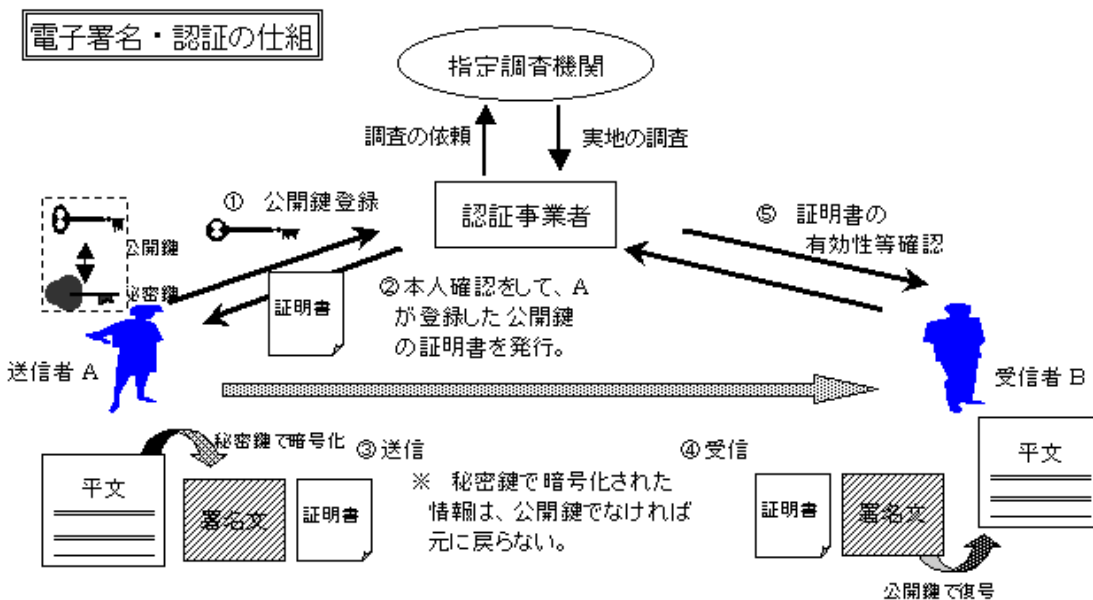 電子署名・認証の仕組
指定調査機関
調査の依頼
実地の調査
認証事業者
① 公開鍵登録
公開鍵
秘密鍵
証明書
②本人確認をして、A
が登録した公開鍵
の証明書を発行。
⑤ 証明書の
有効性等確認
送信者 A
受信者 B
秘密鍵で暗号化
③送信
④受信
平文
署名文
証明書
※ 秘密鍵で暗号化された
情報は、公開鍵でなければ
元に戻らない。
証明書
署名文
平文
公開鍵で復号